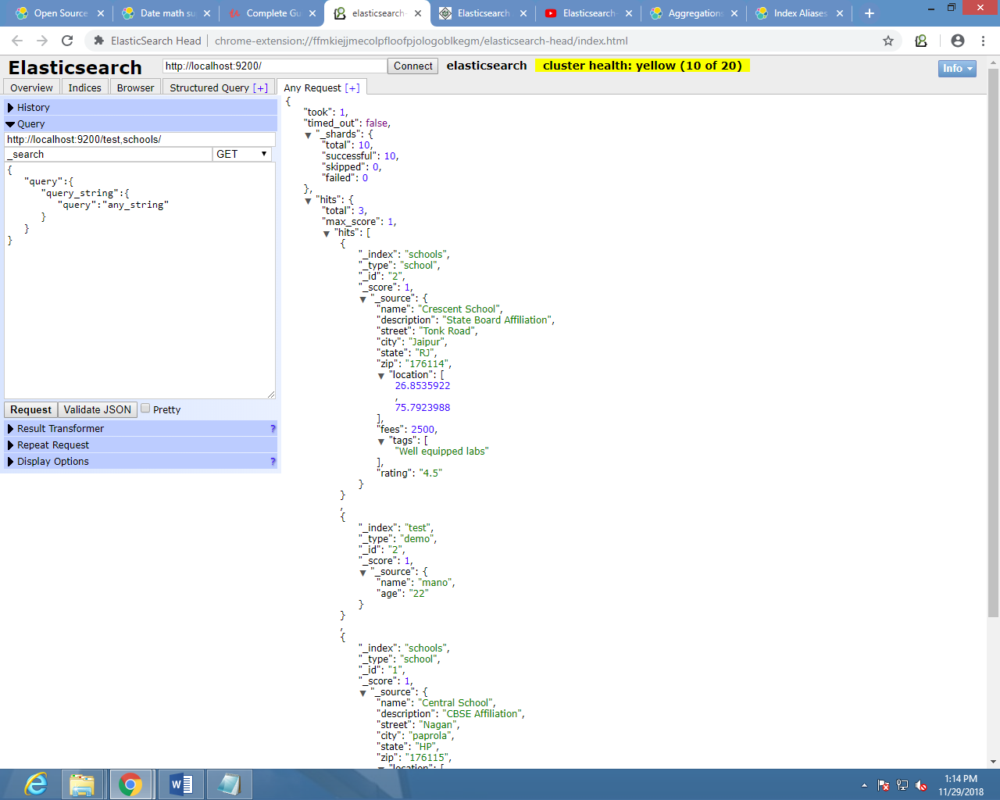 Open Source
Date math su
Complete Gu
elasticsearch-
Elasticsearch
Elasticsearch-
Aggregations
Index Aliases
ElasticSearch Head
chrome-extension://ffmkiejjmecolpfloofpjologoblkegm/elasticsearch-head/index.html
Elasticsearch
http://localhost:9200/
Connect
elasticsearch
cluster health: yellow (10 of 20)
Info
Overview
Indices
Browser
Structured Query [+]
Any Request [+]
History
Query
http://localhost:9200/test,schools/
_search
GET
{
"query":{
"query_string":{
"query":"any_string"
}
}
}
Request
Validate JSON
Pretty
Result Transformer ?
Repeat Request
Display Options ?
{
"took": 1,
"timed_out": false,
"_shards": {
"total": 10,
"successful": 10,
"skipped": 0,
"failed": 0
},
"hits": {
"total": 3,
"max_score": 1,
"hits": [
{
"_index": "schools",
"_type": "school",
"_id": "2",
"_score": 1,
"_source": {
"name": "Crescent School",
"description": "State Board Affiliation",
"street": "Tonk Road",
"city": "Jaipur",
"state": "RJ",
"zip": "176114",
"location": [
26.8535922
,
75.7923988
],
"fees": 2500,
"tags": [
"Well equipped labs"
],
"rating": "4.5"
}
}
,
{
"_index": "test",
"_type": "demo",
"_id": "2",
"_score": 1,
"_source": {
"name": "mano",
"age": "22"
}
}
,
{
"_index": "schools",
"_type": "school",
"_id": "1",
"_score": 1,
"_source": {
"name": "Central School",
"description": "CBSE Affiliation",
"street": "Nagan",
"city": "paprola",
"state": "HP",
"zip": "176115",
"location": [
1:14 PM
11/29/2018